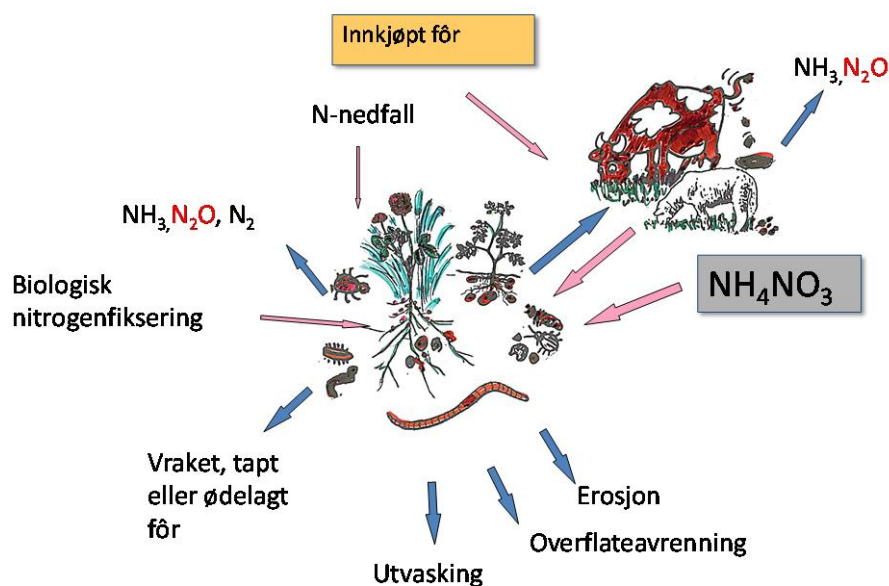 Innkjøpt fôr
NH₃, N₂O
N-nedfall
NH₃, N₂O, N₂
Biologisk
nitrogenfiksering
NH₄NO₃
Vraket, tapt
eller ødelagt
fôr
Erosjon
Overflateavrenning
Utvasking